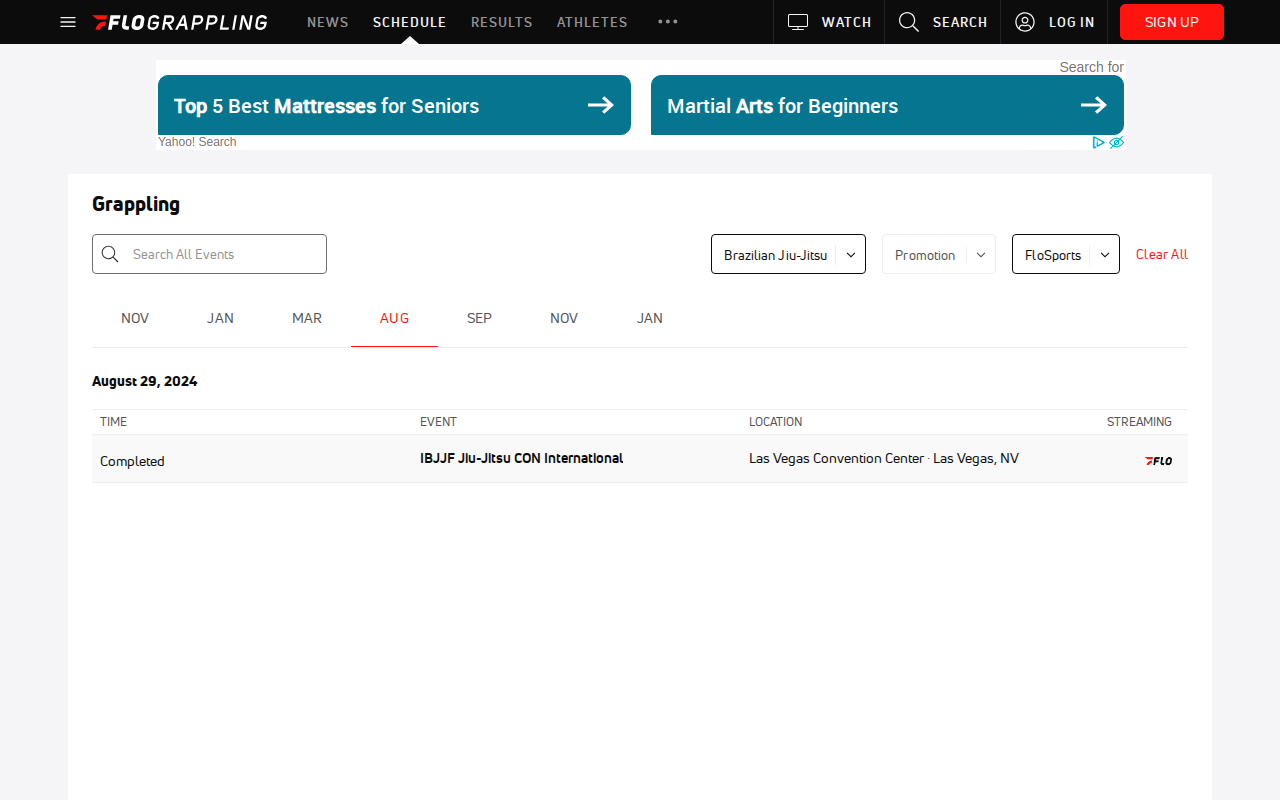 FLOGRAPPLING NEWS SCHEDULE RESULTS ATHLETES WATCH SEARCH LOG IN SIGN UP
Search for
Top 5 Best Mattresses for Seniors
Martial Arts for Beginners
Yahoo! Search
Grappling
Search All Events
Brazilian Jiu-Jitsu
Promotion
FloSports
Clear All
NOV JAN MAR AUG SEP NOV JAN
August 29, 2024
TIME EVENT LOCATION STREAMING
Completed IBJJF Jiu-Jitsu CON International Las Vegas Convention Center · Las Vegas, NV FLO